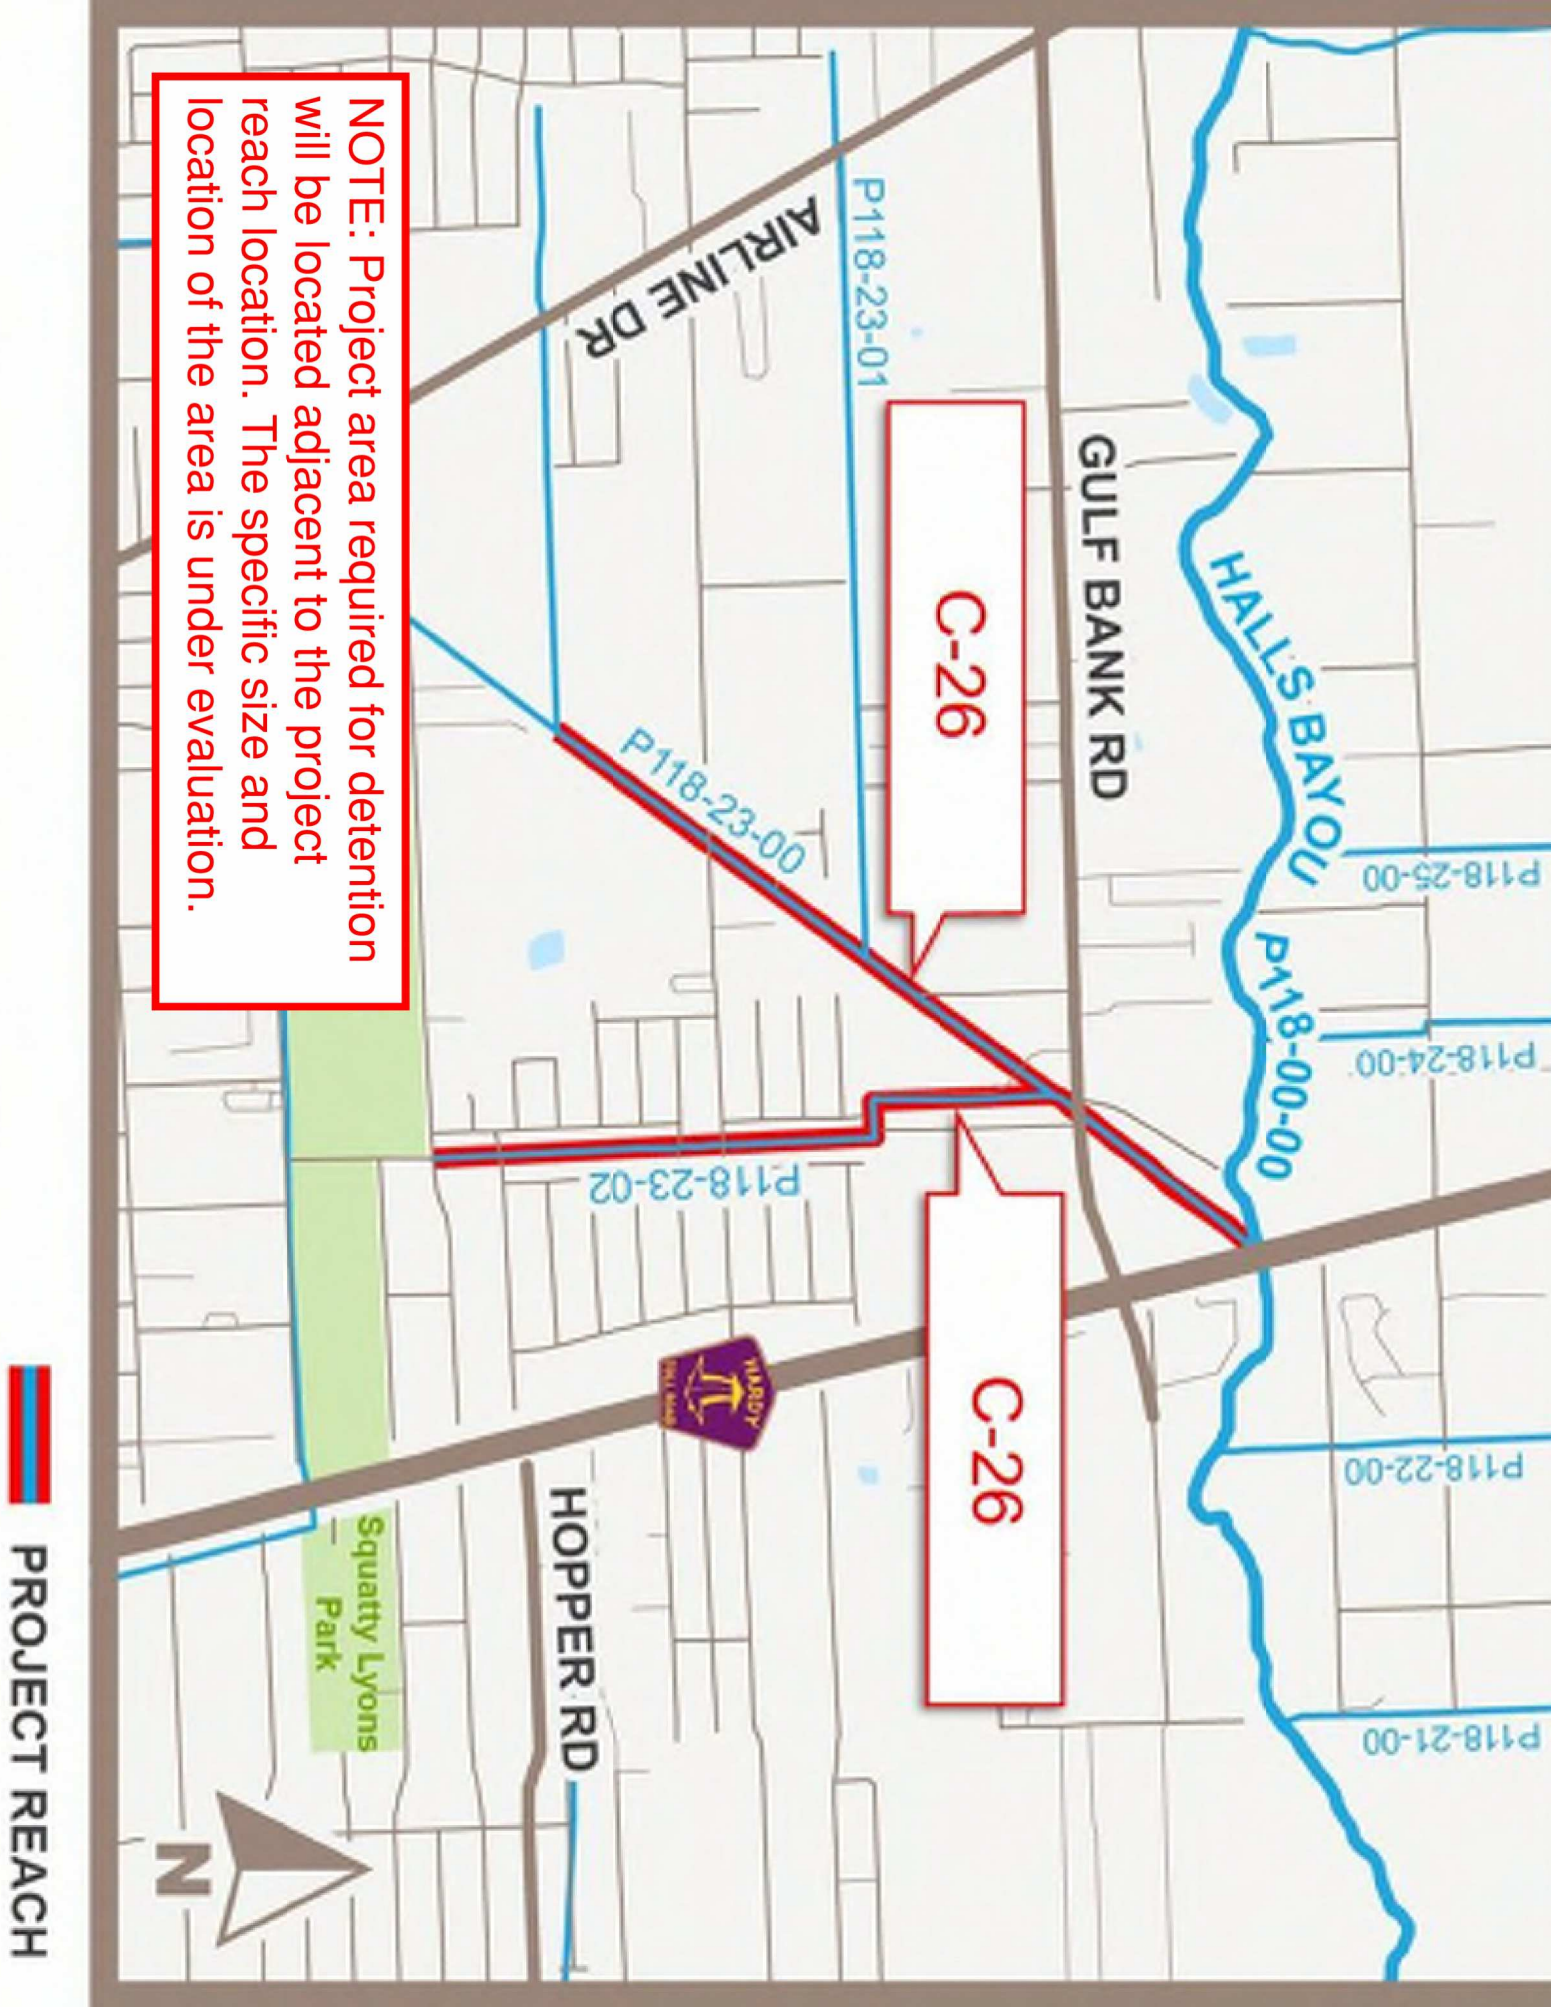 HALLS BAYOU
P118-00-00
P118-25-00
P118-24-00
P118-22-00
P118-21-00
GULF BANK RD
C-26
C-26
P118-23-01
AIRLINE DR
P118-23-00
P118-23-02
HARDY
TOLL ROAD
HOPPER RD
Squatty Lyons
Park
NOTE: Project area required for detention
will be located adjacent to the project
reach location. The specific size and
location of the area is under evaluation.
N
PROJECT REACH